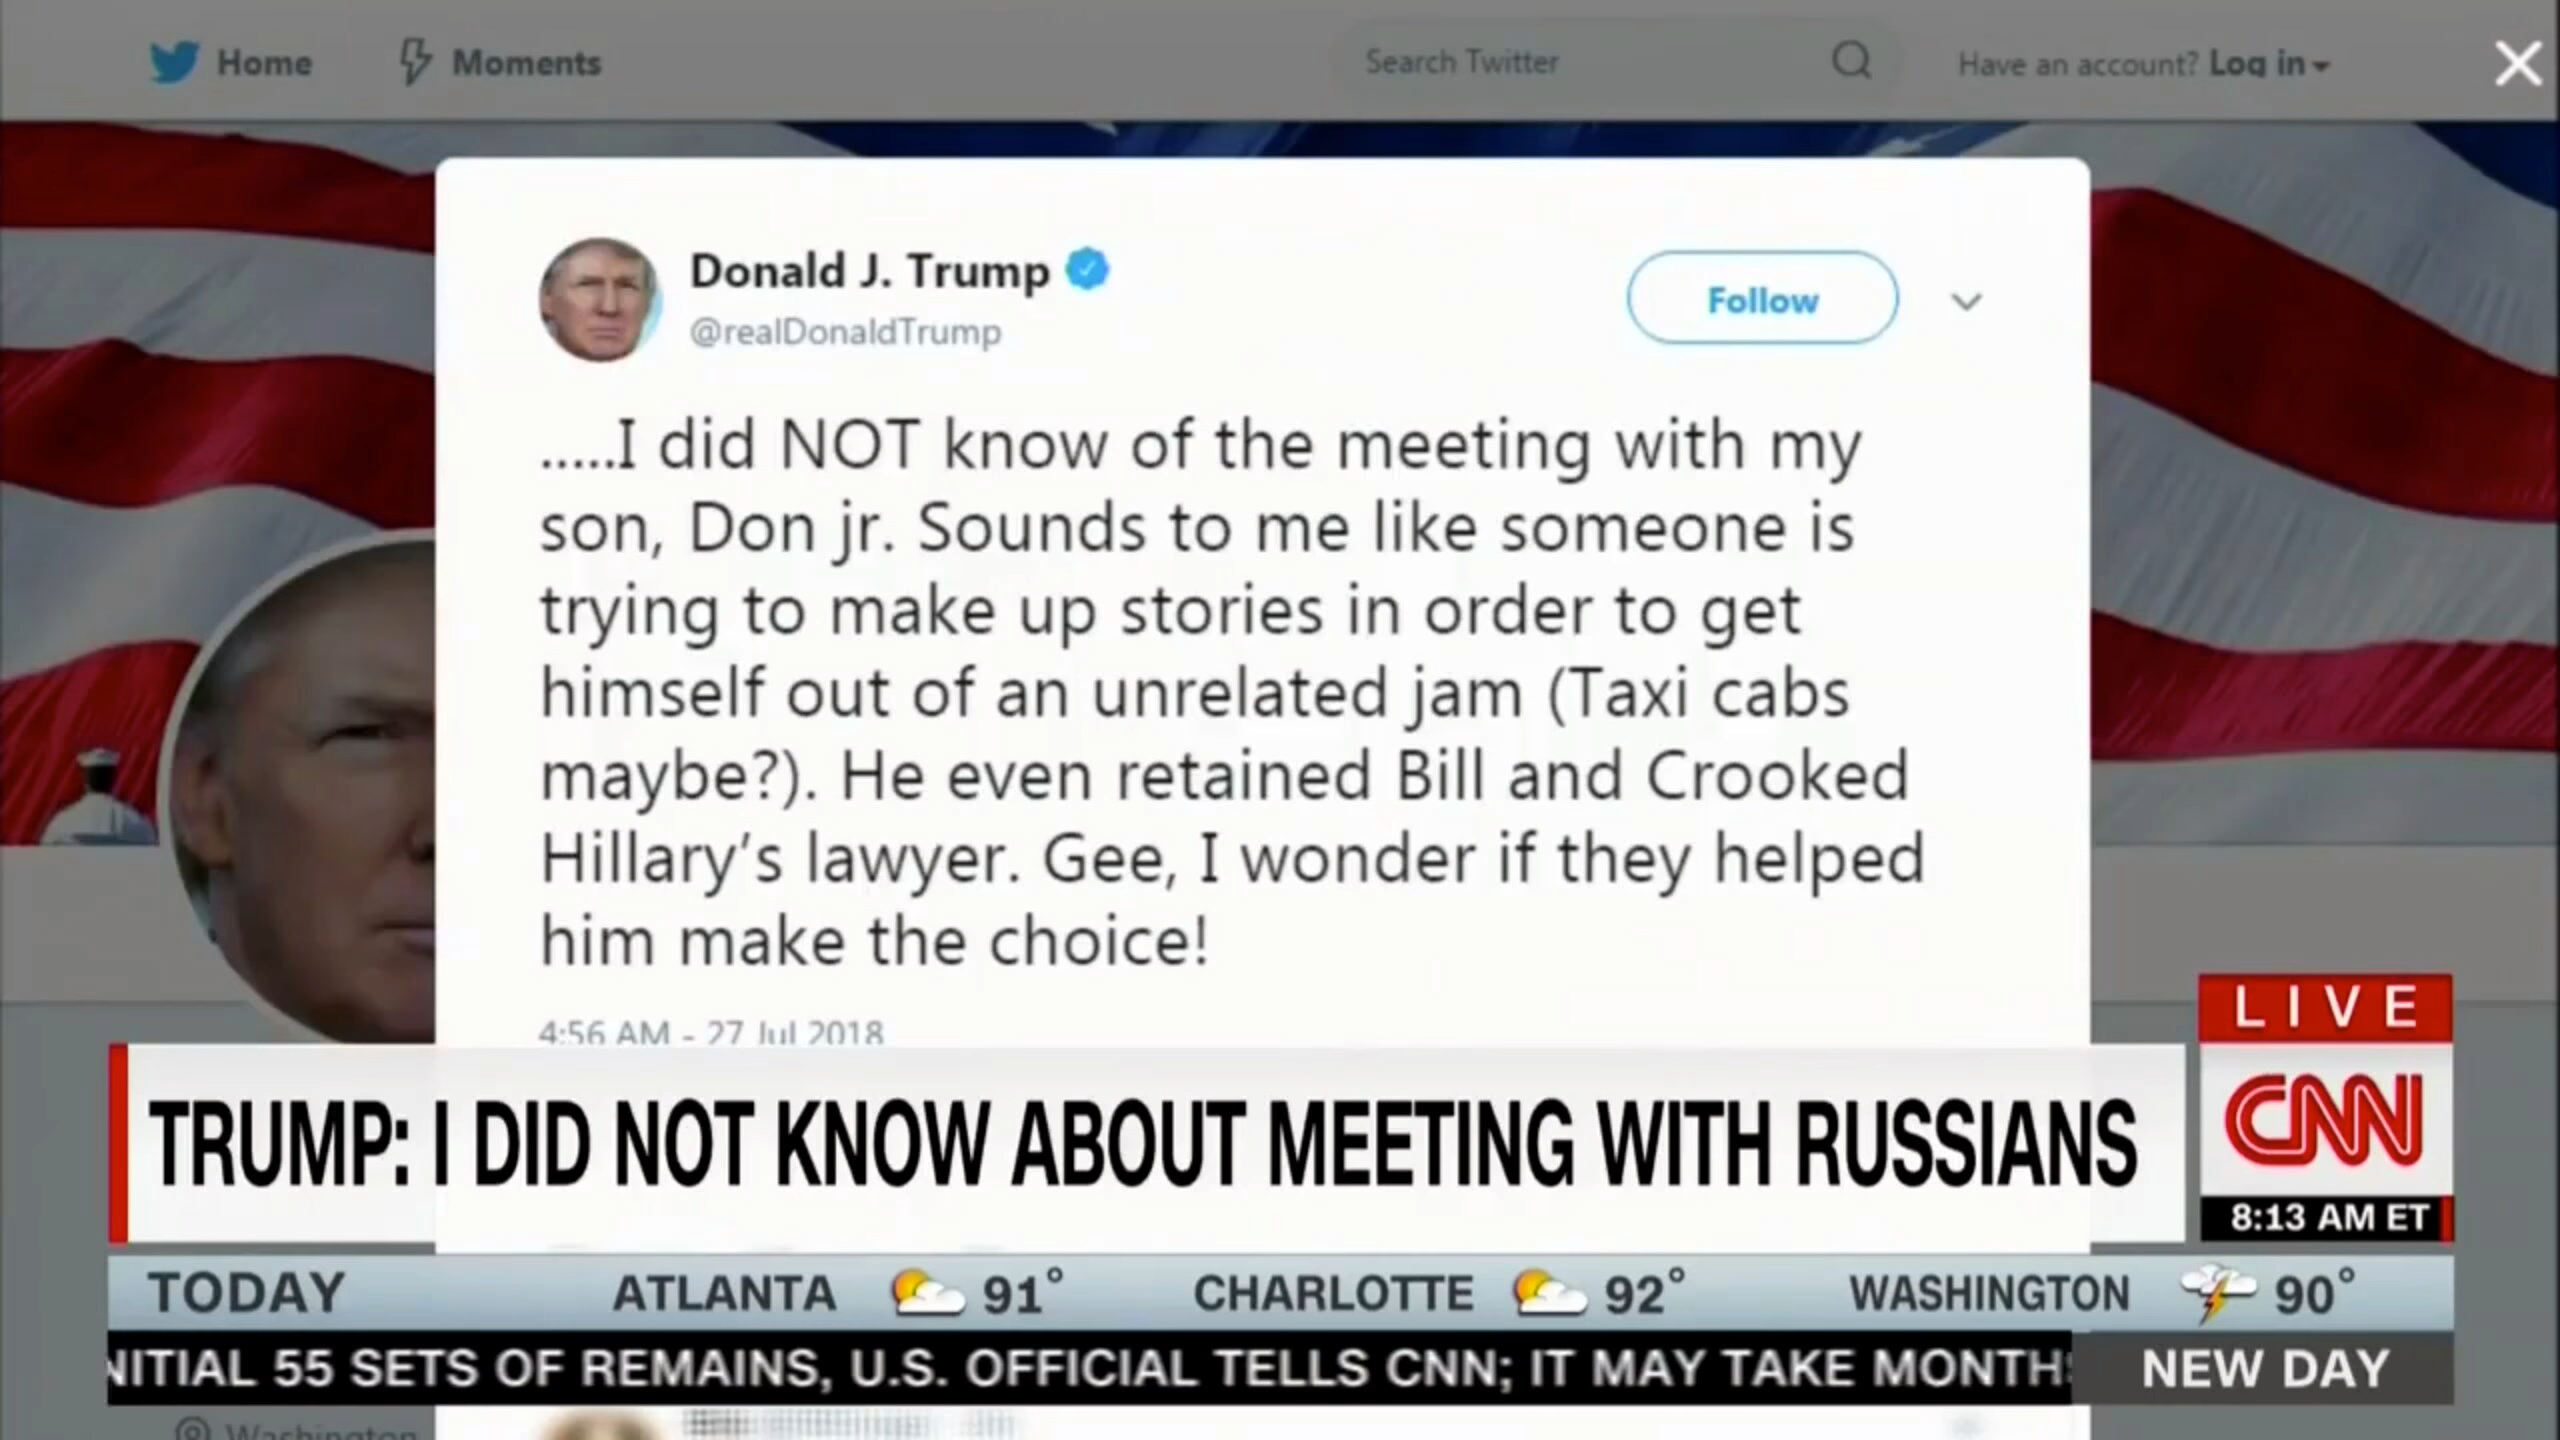 Home
Moments
Search Twitter
Have an account? Log in
Donald J. Trump
@realDonaldTrump
Follow
.....I did NOT know of the meeting with my
son, Don jr. Sounds to me like someone is
trying to make up stories in order to get
himself out of an unrelated jam (Taxi cabs
maybe?). He even retained Bill and Crooked
Hillary's lawyer. Gee, I wonder if they helped
him make the choice!
4:56 AM - 27 Jul 2018
LIVE
TRUMP: I DID NOT KNOW ABOUT MEETING WITH RUSSIANS
CNN
8:13 AM ET
TODAY ATLANTA 91° CHARLOTTE 92° WASHINGTON 90°
NITIAL 55 SETS OF REMAINS, U.S. OFFICIAL TELLS CNN; IT MAY TAKE MONTHS
NEW DAY
Washington